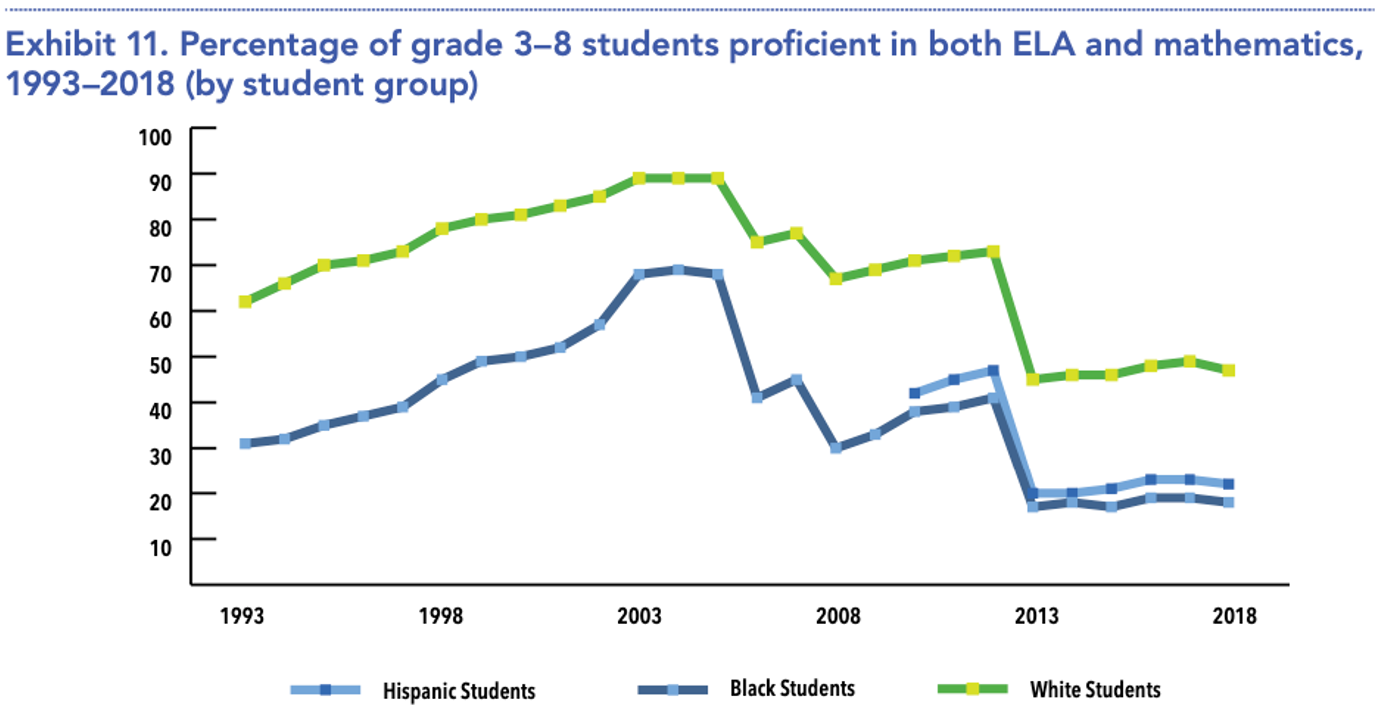 Exhibit 11. Percentage of grade 3–8 students proficient in both ELA and mathematics,
1993–2018 (by student group)
100
90
80
70
60
50
40
30
20
10
1993 1998 2003 2008 2013 2018
Hispanic Students Black Students White Students